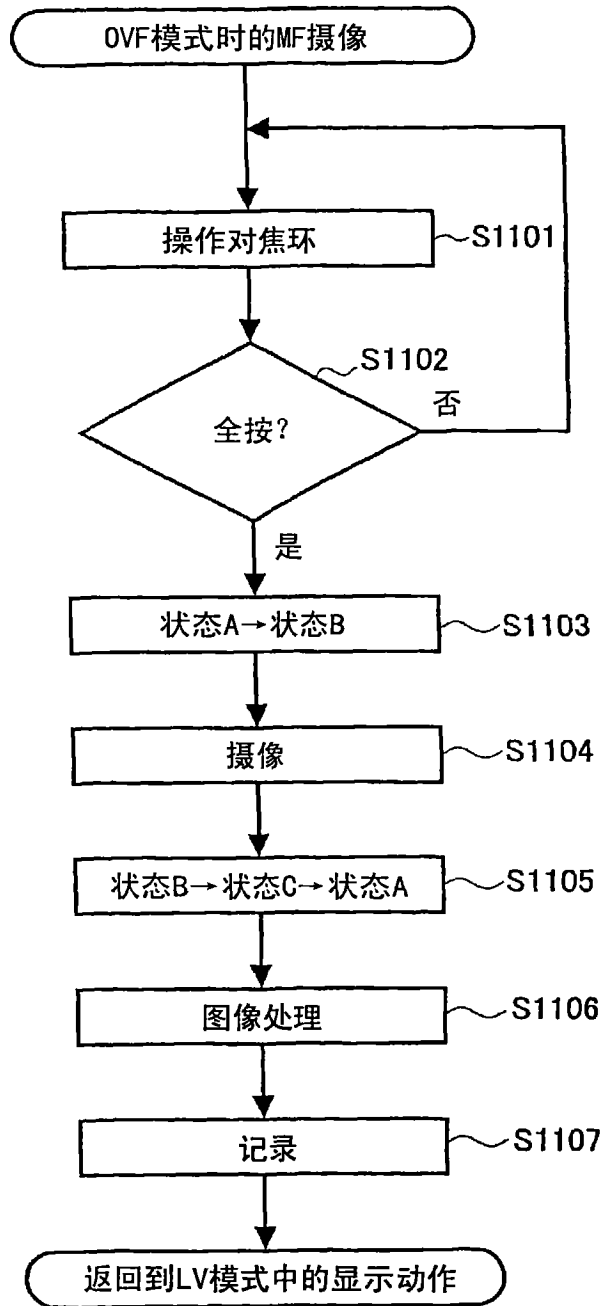 OVF模式时的MF摄像
操作对焦环
S1101
S1102
全按?
否
是
状态A→状态B
S1103
摄像
S1104
状态B→状态C→状态A
S1105
图像处理
S1106
记录
S1107
返回到LV模式中的显示动作